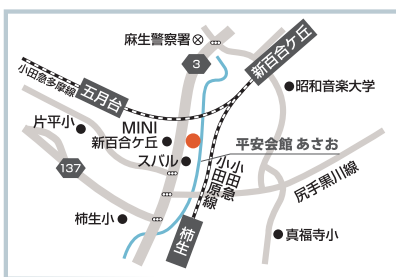 麻生警察署
3
新百合ケ丘
小田急多摩線
五月台
昭和音楽大学
片平小
MINI
新百合ケ丘
スバル
平安会館 あさお
137
小田急
小田原線
尻手黒川線
柿生小
柿生
真福寺小